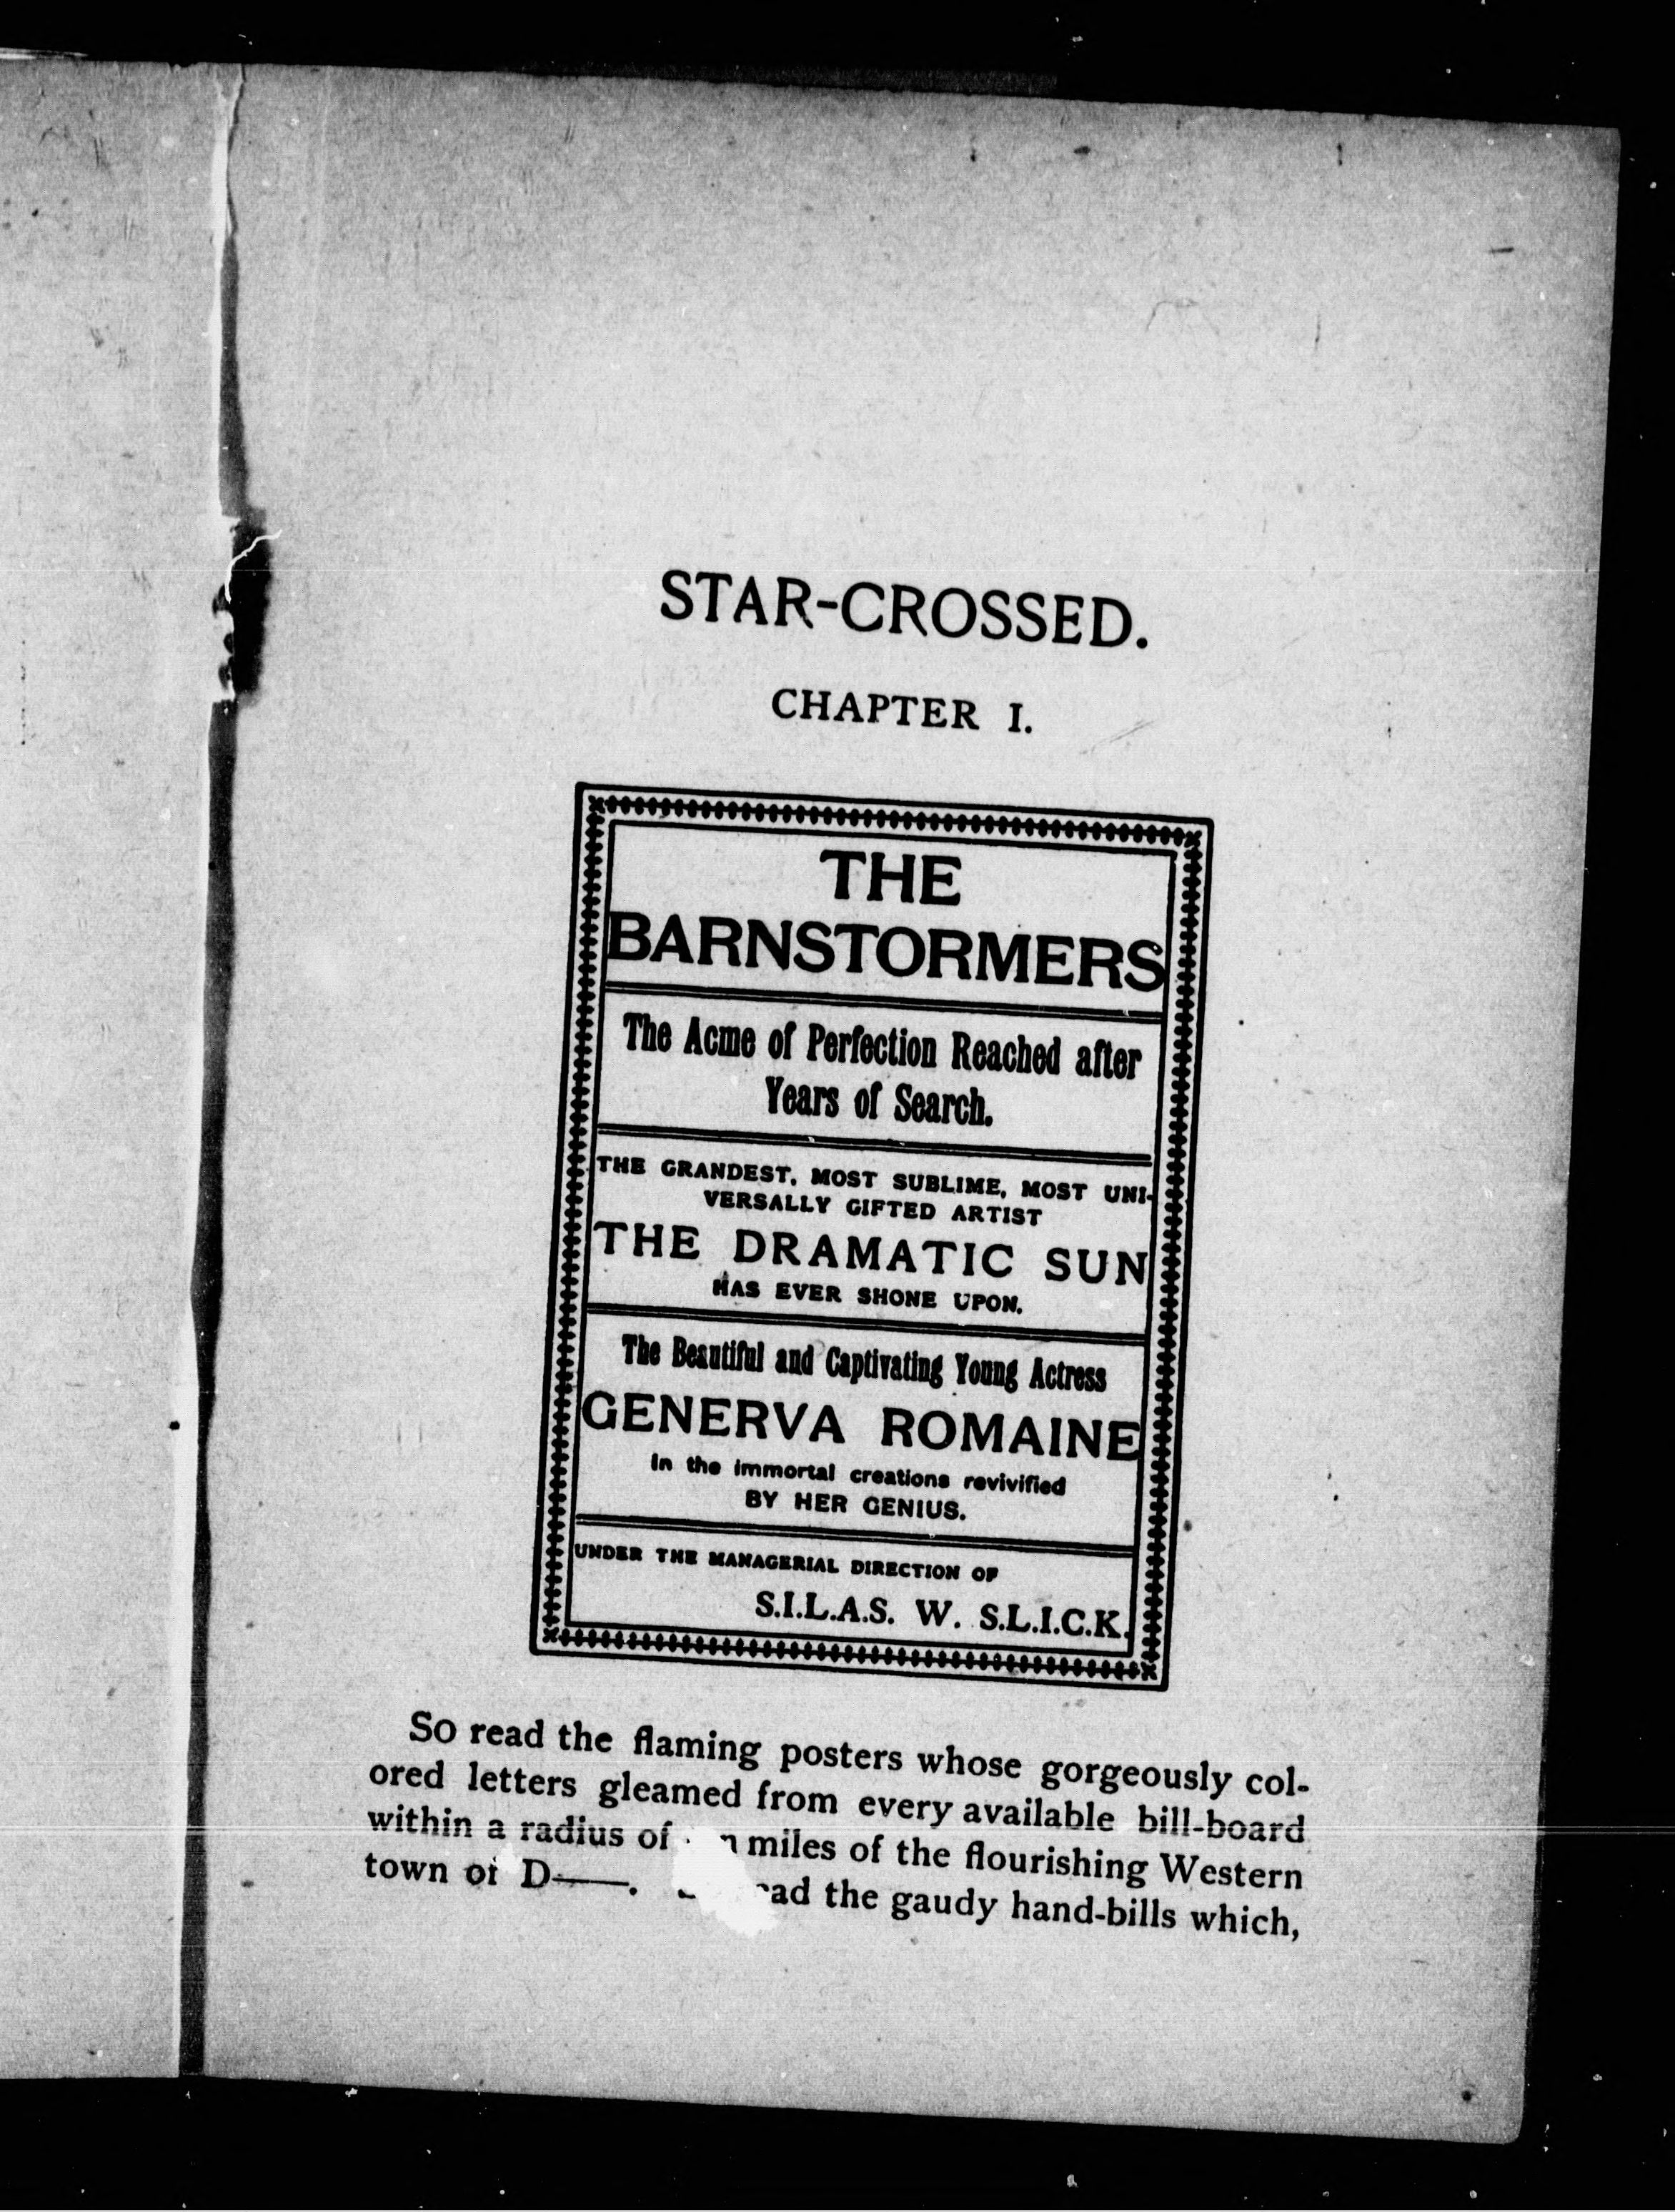 STAR-CROSSED.
CHAPTER I.
THE
BARNSTORMERS
The Acme of Perfection Reached after
Years of Search.
THE GRANDEST, MOST SUBLIME, MOST UNI-
VERSALLY GIFTED ARTIST
THE DRAMATIC SUN
HAS EVER SHONE UPON.
The Beautiful and Captivating Young Actress
GENERVA ROMAINE
In the immortal creations revivified
BY HER GENIUS.
UNDER THE MANAGERIAL DIRECTION OF
S.I.L.A.S. W. S.L.I.C.K.
So read the flaming posters whose gorgeously col-
ored letters gleamed from every available bill-board
within a radius of miles of the flourishing Western
town of D——. the gaudy hand-bills which,